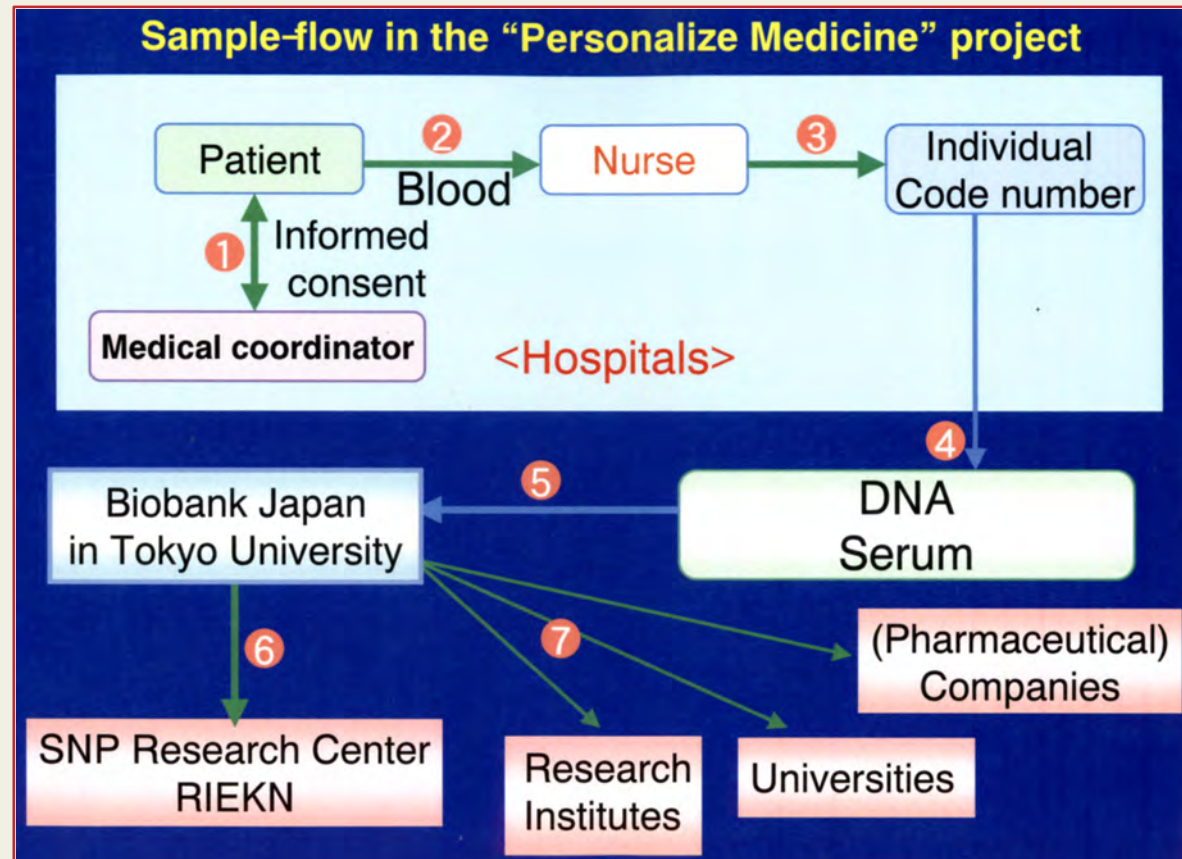 Sample-flow in the “Personalize Medicine” project
Patient
2
Blood
Nurse
3
Individual
Code number
1
Informed
consent
Medical coordinator
<Hospitals>
4
DNA
Serum
5
Biobank Japan
in Tokyo University
6
7
(Pharmaceutical)
Companies
SNP Research Center
RIEKN
Research
Institutes
Universities